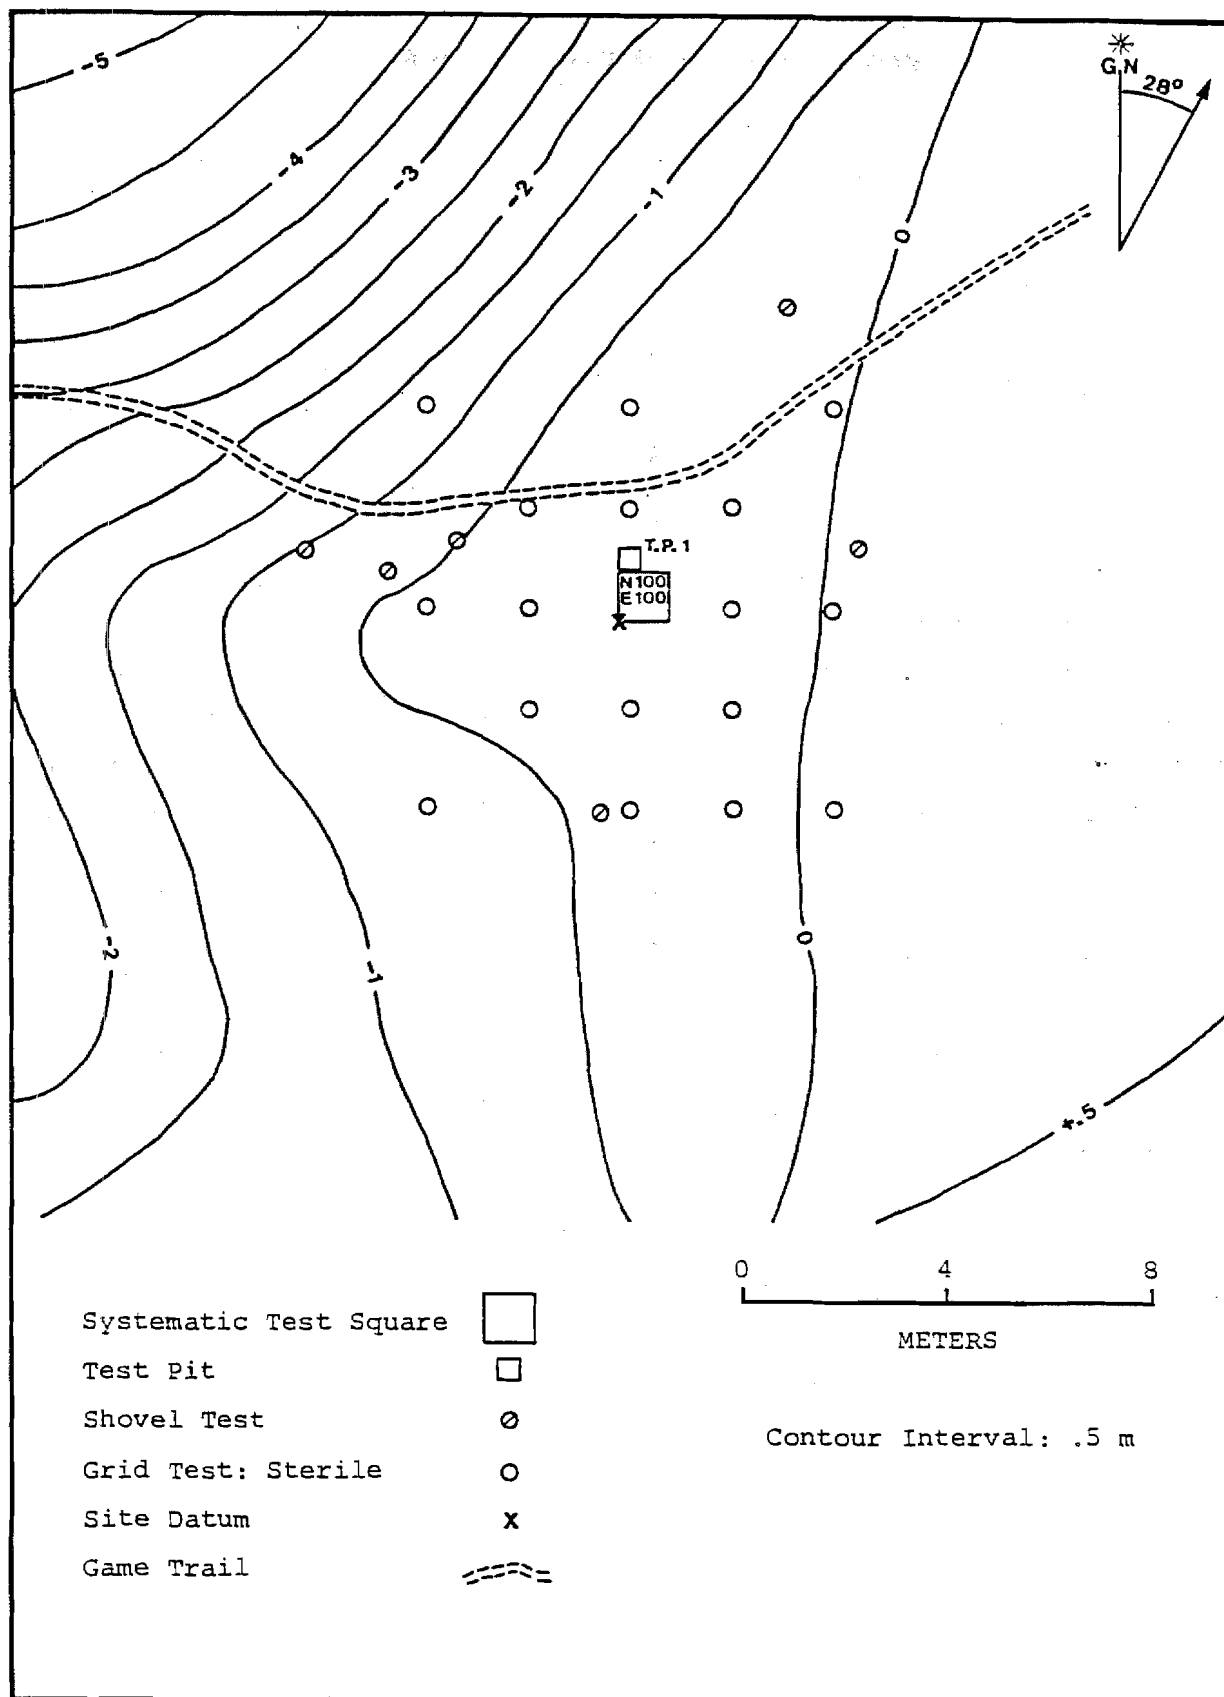 -5
G N
28°
-4
-3
-2
-1
0
T.P. 1
N100
E100
x
-2
-1
0
+.5
0 4 8
METERS
Systematic Test Square
Test Pit
Shovel Test
Grid Test: Sterile
Site Datum x
Game Trail
Contour Interval: .5 m